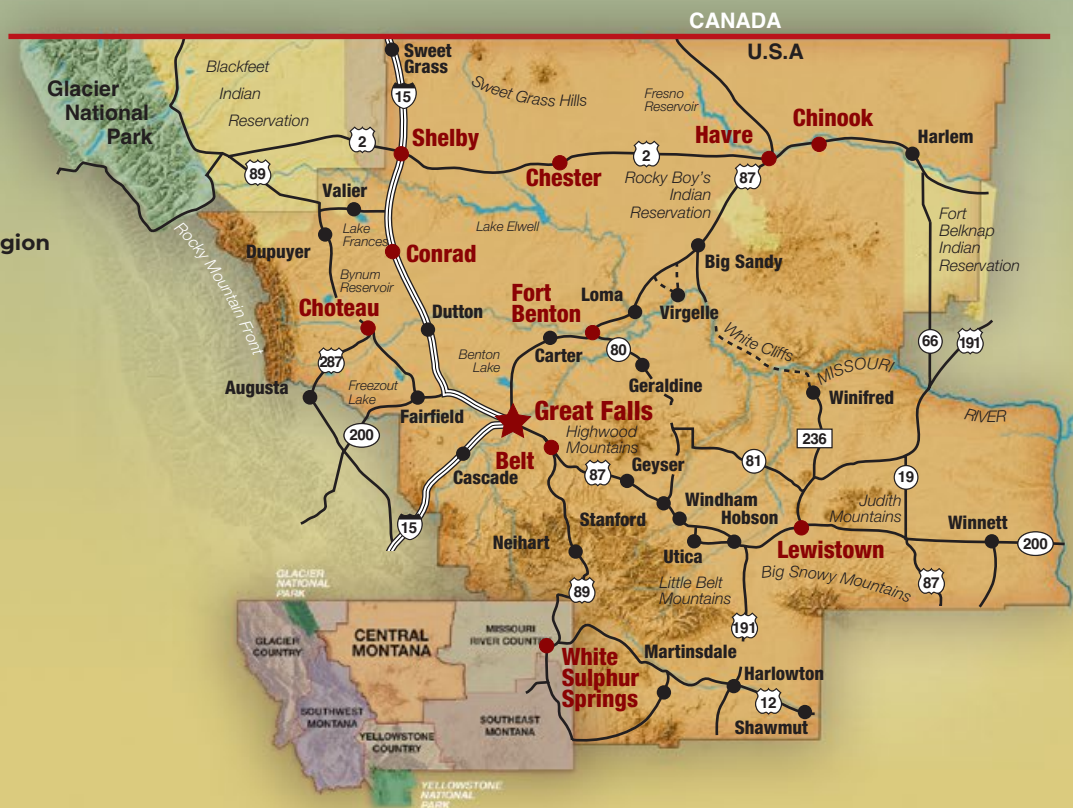 CANADA
U.S.A
Sweet
Grass
Blackfeet
Indian
Reservation
Glacier
National
Park
15
Sweet Grass Hills
Fresno
Reservoir
Chinook
Havre
Harlem
2
Shelby
2
Chester
87
89
Rocky Boy's
Indian
Reservation
Valier
Lake
Frances
Lake Elwell
Fort
Belknap
Indian
Reservation
gion
Dupuyer
Conrad
Big Sandy
Rocky Mountain Front
Bynum
Reservoir
Choteau
Dutton
Fort
Benton
Loma
Virgelle
Carter
80
White Cliffs
66
191
287
Benton
Lake
Geraldine
MISSOURI
RIVER
Augusta
Freezout
Lake
Fairfield
Winifred
200
Great Falls
Highwood
Mountains
236
Belt
Cascade
87
Geyser
81
19
Stanford
Windham
Hobson
Judith
Mountains
15
Winnett
200
Neihart
Utica
Lewistown
Little Belt
Mountains
Big Snowy Mountains
87
89
191
White
Sulphur
Springs
Martinsdale
Harlowton
12
Shawmut
GLACIER
NATIONAL
PARK
GLACIER
COUNTRY
CENTRAL
MONTANA
MISSOURI
RIVER COUNT
SOUTHWEST
MONTANA
YELLOWSTONE
COUNTRY
SOUTHEAST
MONTANA
YELLOWSTONE
NATIONAL
PARK